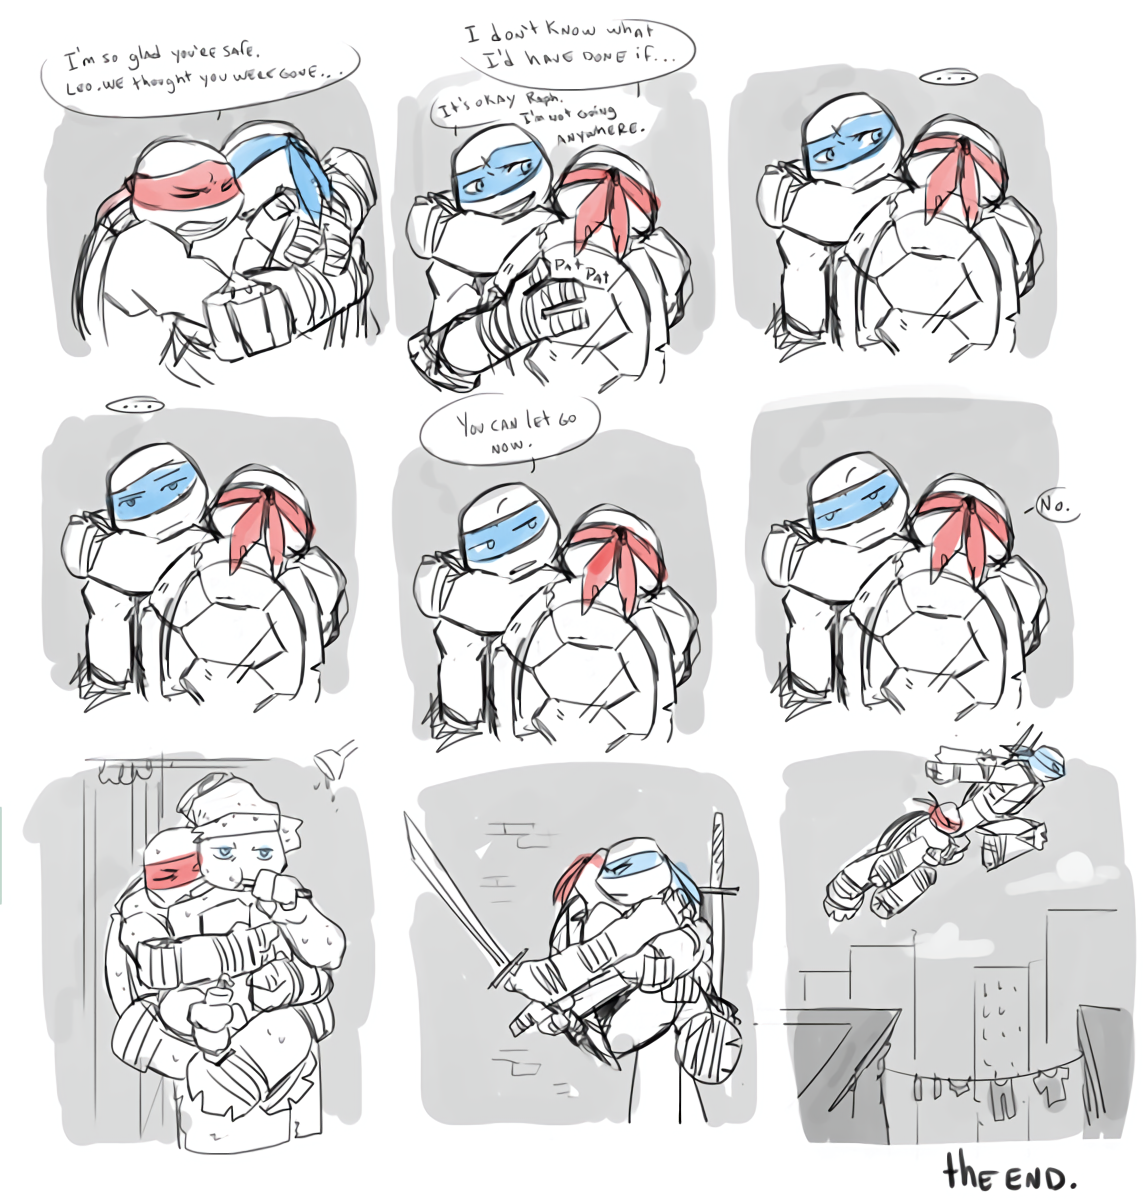 I'm so glad you're safe.
Leo. We thought you were gone...
I don't know what
I'd have done if...
It's okay Raph.
I'm not going
anywhere.
Pat
Pat
...
...
You can let go
now.
No.
the END.